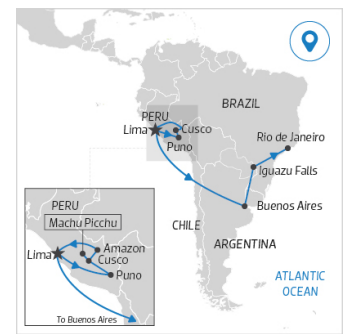 BRAZIL
PERU
Lima
Cusco
Puno
Rio de Janeiro
Iguazu Falls
Buenos Aires
CHILE
ARGENTINA
ATLANTIC
OCEAN
PERU
Machu Picchu
Lima
Amazon
Cusco
Puno
To Buenos Aires